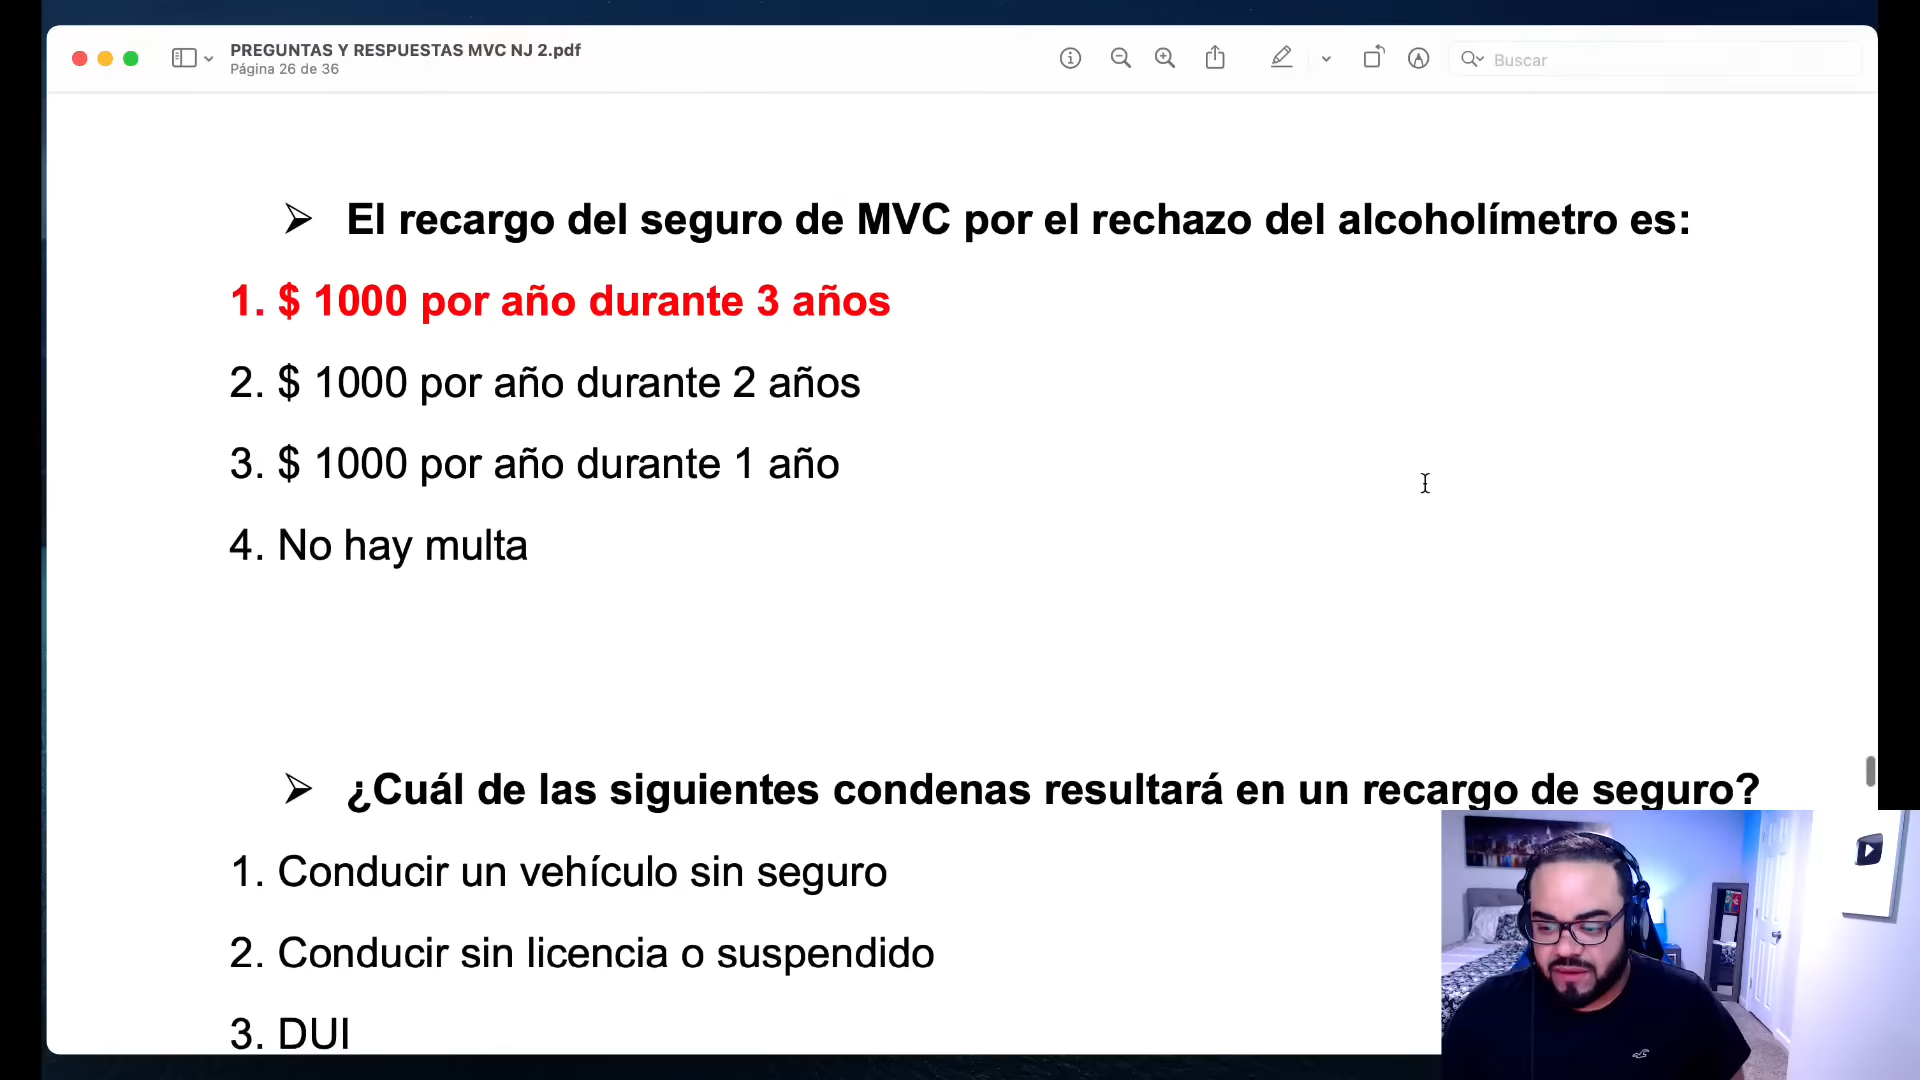 PREGUNTAS Y RESPUESTAS MVC NJ 2.pdf
Página 26 de 36
Buscar
➢ El recargo del seguro de MVC por el rechazo del alcoholímetro es:
1. $ 1000 por año durante 3 años
2. $ 1000 por año durante 2 años
3. $ 1000 por año durante 1 año
4. No hay multa
➢ ¿Cuál de las siguientes condenas resultará en un recargo de seguro?
1. Conducir un vehículo sin seguro
2. Conducir sin licencia o suspendido
3. DUI